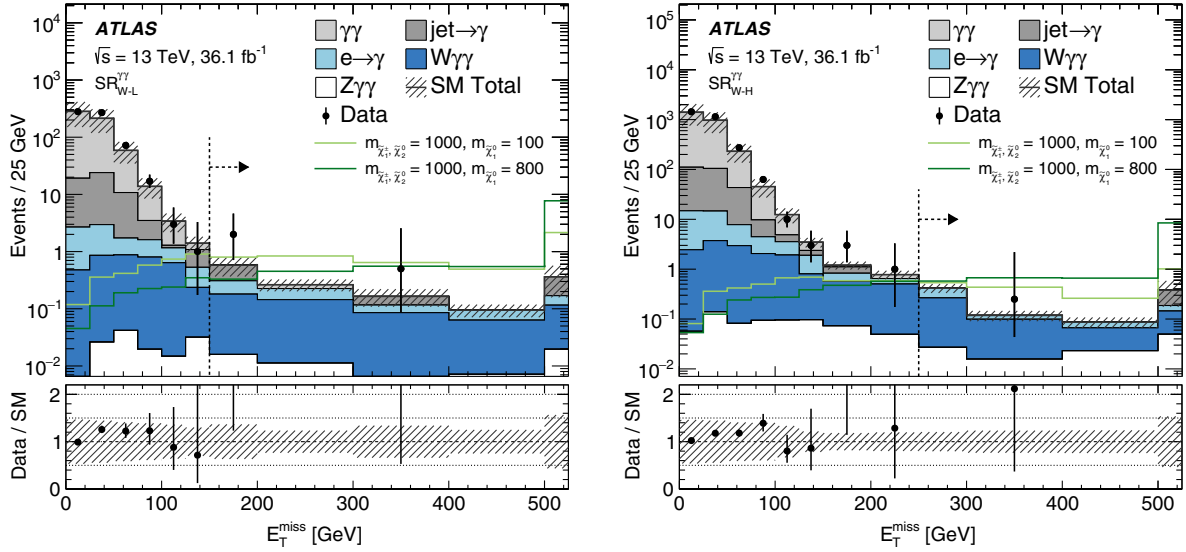 ATLAS
√s = 13 TeV, 36.1 fb⁻¹
SR^γγ_W-L
γγ
jet→γ
e→γ
Wγγ
Zγγ
SM Total
Data
m_χ̃₁^±, χ̃₂⁰ = 1000, m_χ̃₁⁰ = 100
m_χ̃₁^±, χ̃₂⁰ = 1000, m_χ̃₁⁰ = 800
Events / 25 GeV
10⁴
10³
10²
10
1
10⁻¹
10⁻²
Data / SM
2
1
0
0 100 200 300 400 500
E_T^miss [GeV]
ATLAS
√s = 13 TeV, 36.1 fb⁻¹
SR^γγ_W-H
γγ
jet→γ
e→γ
Wγγ
Zγγ
SM Total
Data
m_χ̃₁^±, χ̃₂⁰ = 1000, m_χ̃₁⁰ = 100
m_χ̃₁^±, χ̃₂⁰ = 1000, m_χ̃₁⁰ = 800
Events / 25 GeV
10⁵
10⁴
10³
10²
10
1
10⁻¹
10⁻²
Data / SM
2
1
0
0 100 200 300 400 500
E_T^miss [GeV]